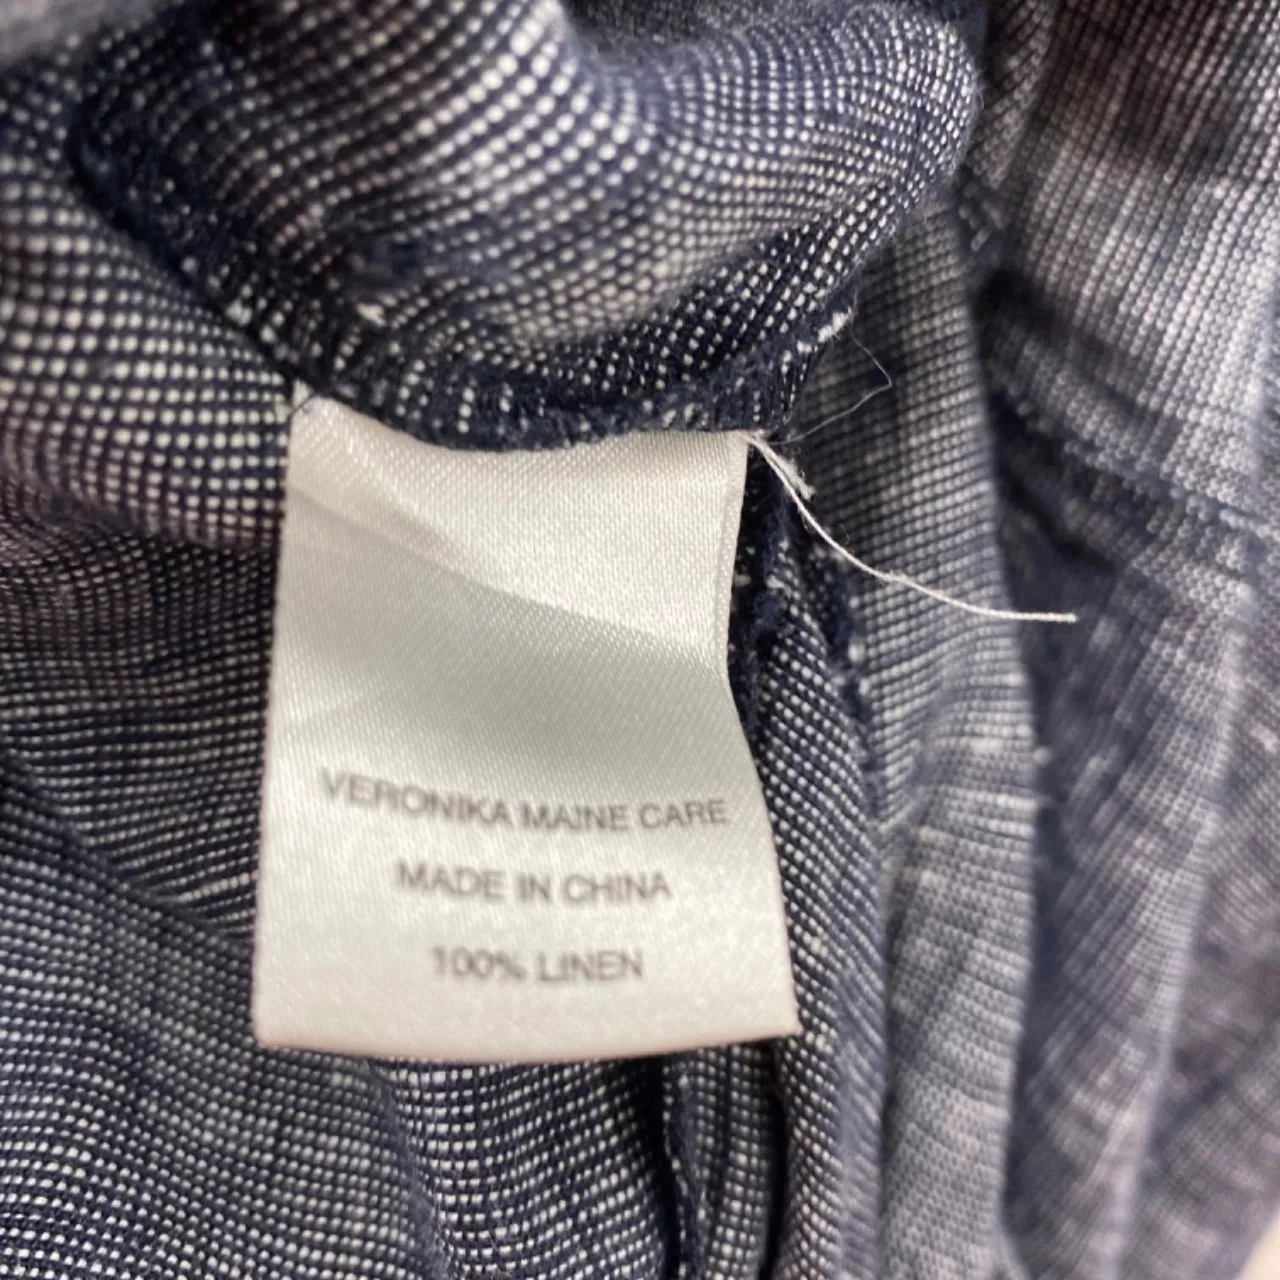 VERONIKA MAINE CARE
MADE IN CHINA
100% LINEN